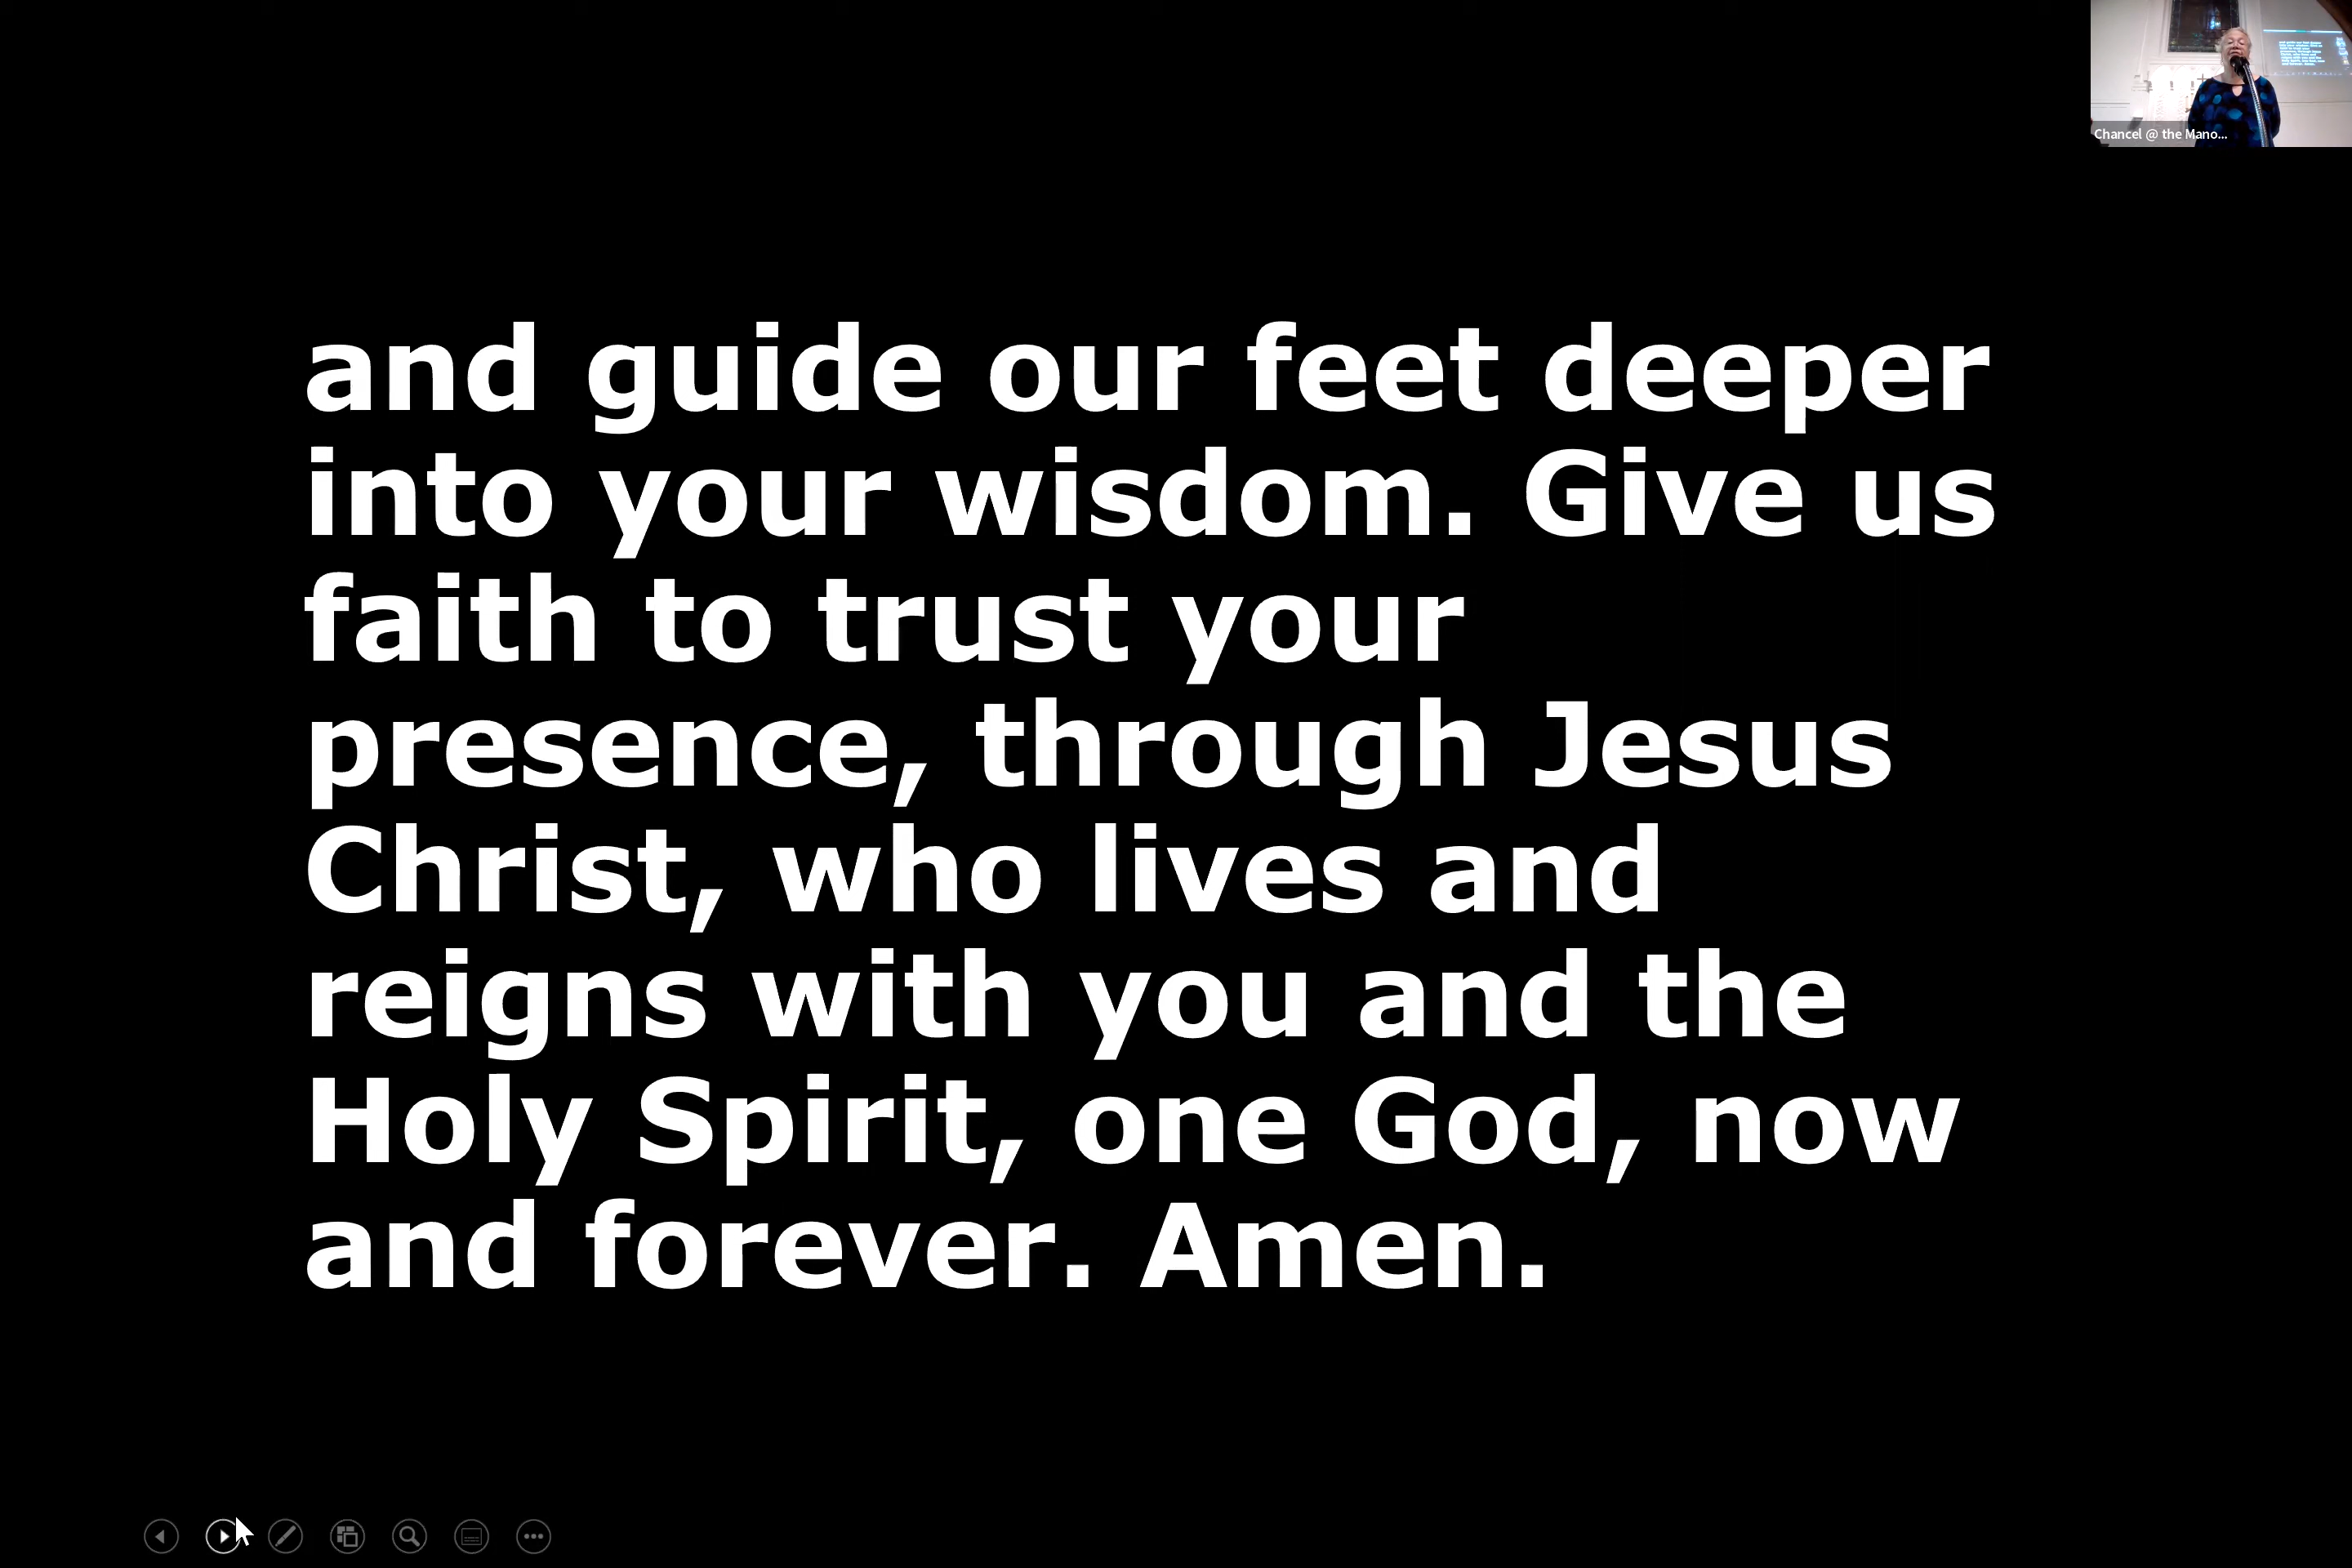 Chancel @ the Mano...
and guide our feet deeper
into your wisdom. Give us
faith to trust your
presence, through Jesus
Christ, who lives and
reigns with you and the
Holy Spirit, one God, now
and forever. Amen.